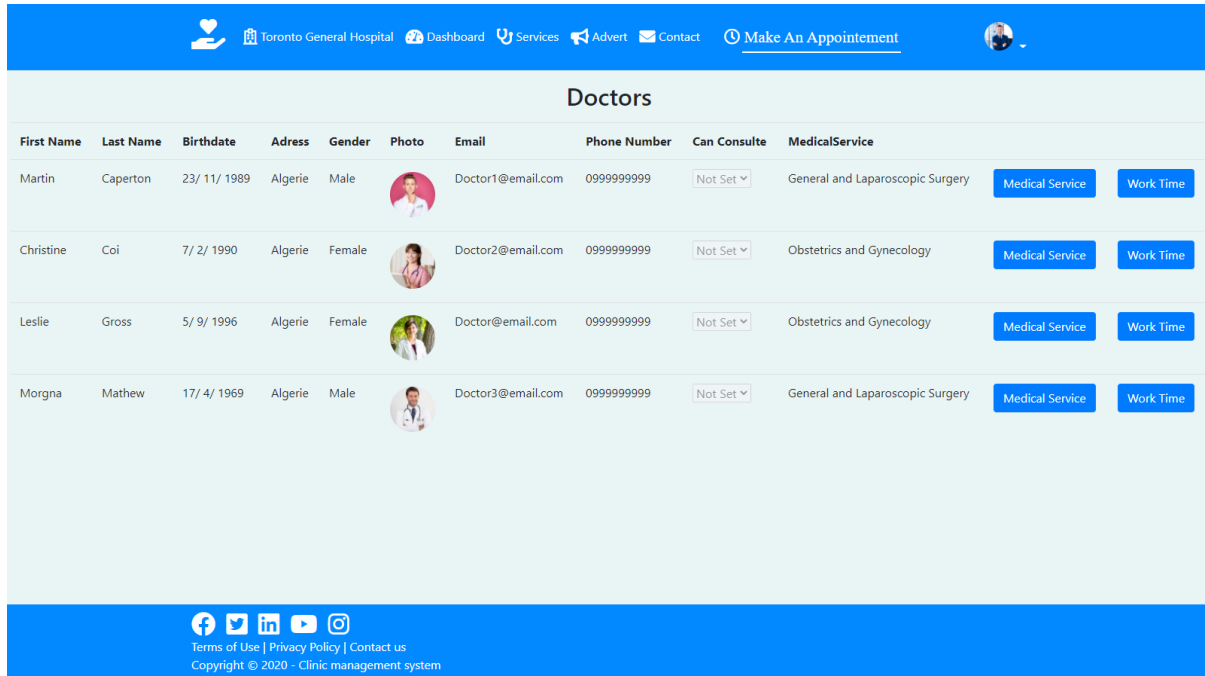 Toronto General Hospital Dashboard Services Advert Contact Make An Appointement
Doctors
First Name Last Name Birthdate Adress Gender Photo Email Phone Number Can Consulte MedicalService
Martin Caperton 23/ 11/ 1989 Algerie Male Doctor1@email.com 0999999999 Not Set General and Laparoscopic Surgery Medical Service Work Time
Christine Coi 7/ 2/ 1990 Algerie Female Doctor2@email.com 0999999999 Not Set Obstetrics and Gynecology Medical Service Work Time
Leslie Gross 5/ 9/ 1996 Algerie Female Doctor@email.com 0999999999 Not Set Obstetrics and Gynecology Medical Service Work Time
Morgna Mathew 17/ 4/ 1969 Algerie Male Doctor3@email.com 0999999999 Not Set General and Laparoscopic Surgery Medical Service Work Time
Terms of Use | Privacy Policy | Contact us
Copyright © 2020 - Clinic management system